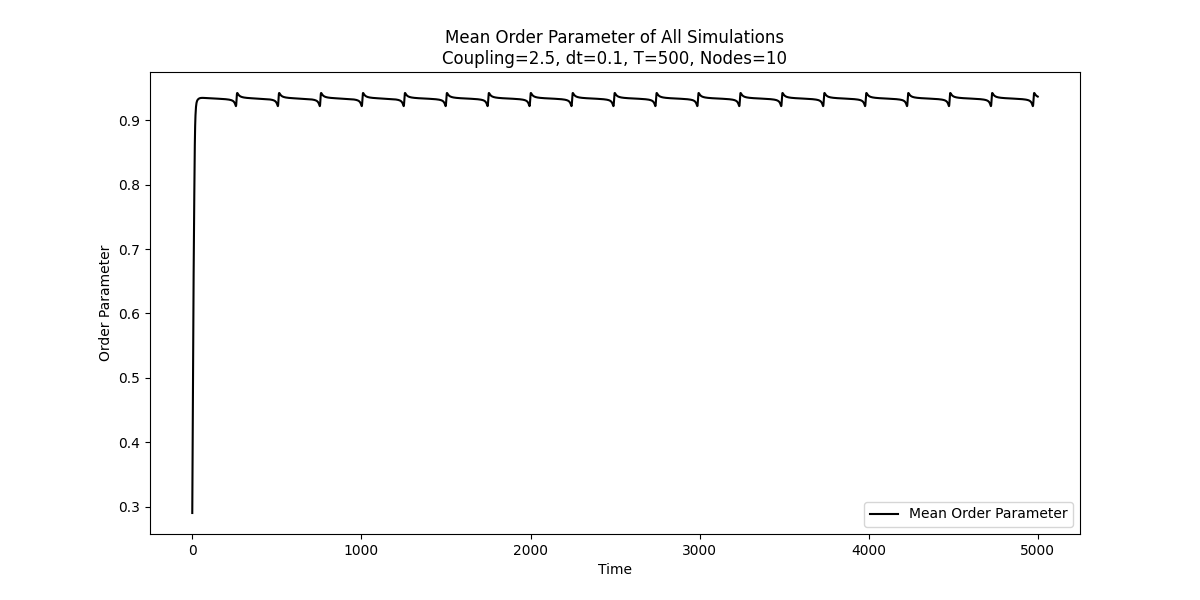 Mean Order Parameter of All Simulations
Coupling=2.5, dt=0.1, T=500, Nodes=10
Order Parameter
0.9
0.8
0.7
0.6
0.5
0.4
0.3
Mean Order Parameter
0 1000 2000 3000 4000 5000
Time